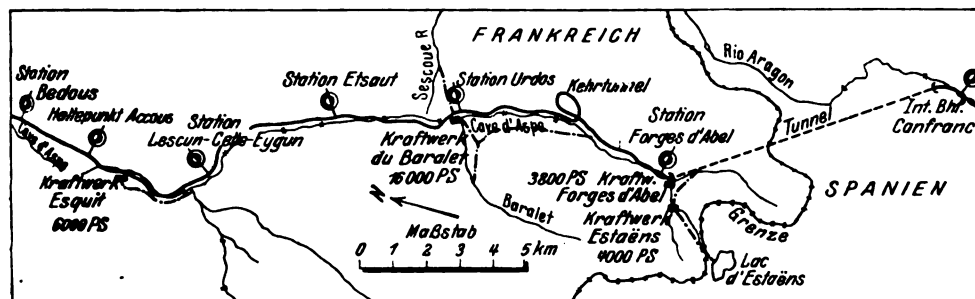 FRANKREICH
Rio Aragon
Station
Bedous
Haltepunkt Accous
Station
Lescun-Cette-Eygun
Station Etsaut
Sescoue R
Station Urdos
Kehrtunnel
Station
Forges d'Abel
Tunnel
Int. Bhf.
Canfranc
Gave d'Aspe
Kraftwerk
Esquit
6000 PS
Kraftwerk
du Baralet
16000 PS
Gave d'Aspe
Baralet
3800 PS Kraftw.
Forges d'Abel
Kraftwerk
Estaëns
4000 PS
SPANIEN
Grenze
Lac
d'Estaëns
N
Maßstab
0 1 2 3 4 5 km